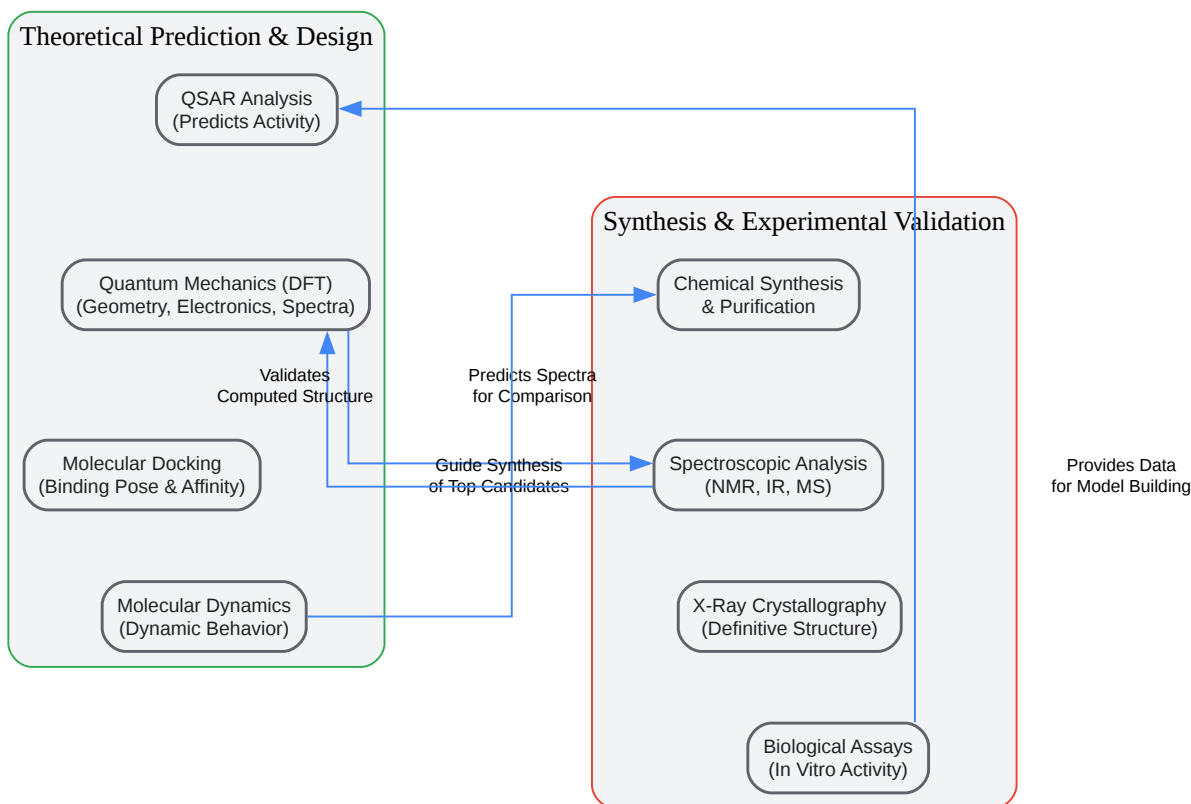 Theoretical Prediction & Design
QSAR Analysis
(Predicts Activity)
Synthesis & Experimental Validation
Quantum Mechanics (DFT)
(Geometry, Electronics, Spectra)
Chemical Synthesis
& Purification
Validates
Computed Structure
Predicts Spectra
for Comparison
Molecular Docking
(Binding Pose & Affinity)
Guide Synthesis
of Top Candidates
Spectroscopic Analysis
(NMR, IR, MS)
Provides Data
for Model Building
Molecular Dynamics
(Dynamic Behavior)
X-Ray Crystallography
(Definitive Structure)
Biological Assays
(In Vitro Activity)